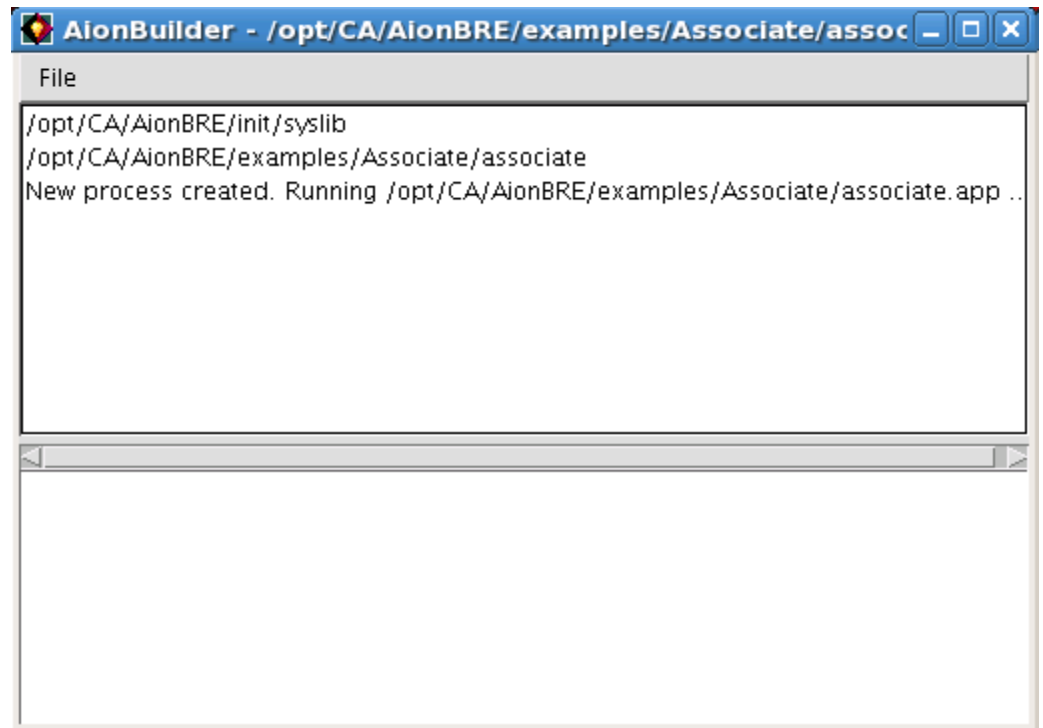 AionBuilder - /opt/CA/AionBRE/examples/Associate/assoc
File
/opt/CA/AionBRE/init/syslib
/opt/CA/AionBRE/examples/Associate/associate
New process created. Running /opt/CA/AionBRE/examples/Associate/associate.app ..